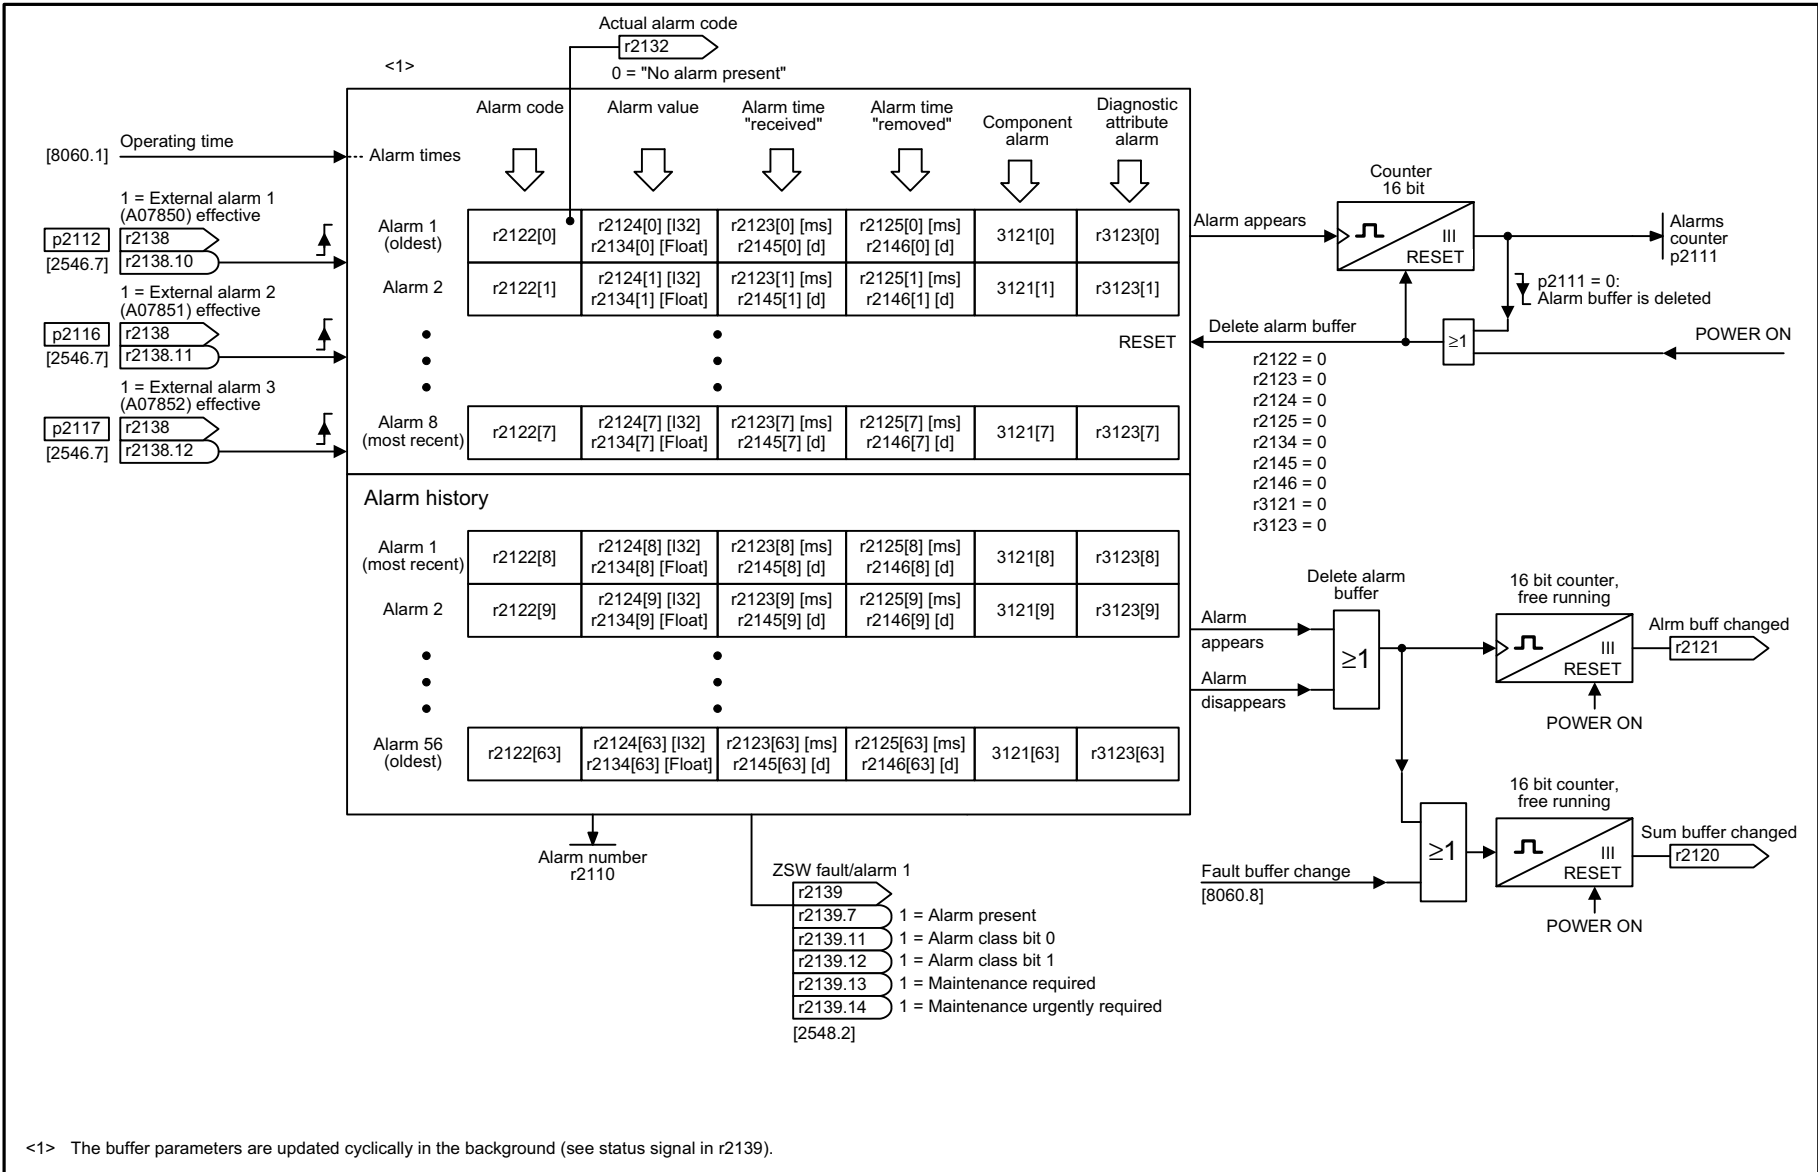 Actual alarm code
r2132
0 = "No alarm present"
<1>
Alarm code
Alarm value
Alarm time
"received"
Alarm time
"removed"
Component
alarm
Diagnostic
attribute
alarm
[8060.1]
Operating time
Alarm times
1 = External alarm 1
(A07850) effective
p2112
r2138
[2546.7]
r2138.10
1 = External alarm 2
(A07851) effective
p2116
r2138
[2546.7]
r2138.11
1 = External alarm 3
(A07852) effective
p2117
r2138
[2546.7]
r2138.12
Alarm 1
(oldest)
r2122[0]
r2124[0] [I32]
r2134[0] [Float]
r2123[0] [ms]
r2145[0] [d]
r2125[0] [ms]
r2146[0] [d]
3121[0]
r3123[0]
Alarm 2
r2122[1]
r2124[1] [I32]
r2134[1] [Float]
r2123[1] [ms]
r2145[1] [d]
r2125[1] [ms]
r2146[1] [d]
3121[1]
r3123[1]
RESET
Alarm 8
(most recent)
r2122[7]
r2124[7] [I32]
r2134[7] [Float]
r2123[7] [ms]
r2145[7] [d]
r2125[7] [ms]
r2146[7] [d]
3121[7]
r3123[7]
Alarm appears
Counter
16 bit
III
RESET
Alarms
counter
p2111
p2111 = 0:
Alarm buffer is deleted
Delete alarm buffer
≥1
POWER ON
r2122 = 0
r2123 = 0
r2124 = 0
r2125 = 0
r2134 = 0
r2145 = 0
r2146 = 0
r3121 = 0
r3123 = 0
Alarm history
Alarm 1
(most recent)
r2122[8]
r2124[8] [I32]
r2134[8] [Float]
r2123[8] [ms]
r2145[8] [d]
r2125[8] [ms]
r2146[8] [d]
3121[8]
r3123[8]
Alarm 2
r2122[9]
r2124[9] [I32]
r2134[9] [Float]
r2123[9] [ms]
r2145[9] [d]
r2125[9] [ms]
r2146[9] [d]
3121[9]
r3123[9]
Alarm 56
(oldest)
r2122[63]
r2124[63] [I32]
r2134[63] [Float]
r2123[63] [ms]
r2145[63] [d]
r2125[63] [ms]
r2146[63] [d]
3121[63]
r3123[63]
Delete alarm
buffer
Alarm
appears
Alarm
disappears
≥1
16 bit counter,
free running
III
RESET
POWER ON
Alrm buff changed
r2121
16 bit counter,
free running
III
RESET
POWER ON
Sum buffer changed
r2120
≥1
Fault buffer change
[8060.8]
Alarm number
r2110
ZSW fault/alarm 1
r2139
r2139.7 1 = Alarm present
r2139.11 1 = Alarm class bit 0
r2139.12 1 = Alarm class bit 1
r2139.13 1 = Maintenance required
r2139.14 1 = Maintenance urgently required
[2548.2]
<1> The buffer parameters are updated cyclically in the background (see status signal in r2139).